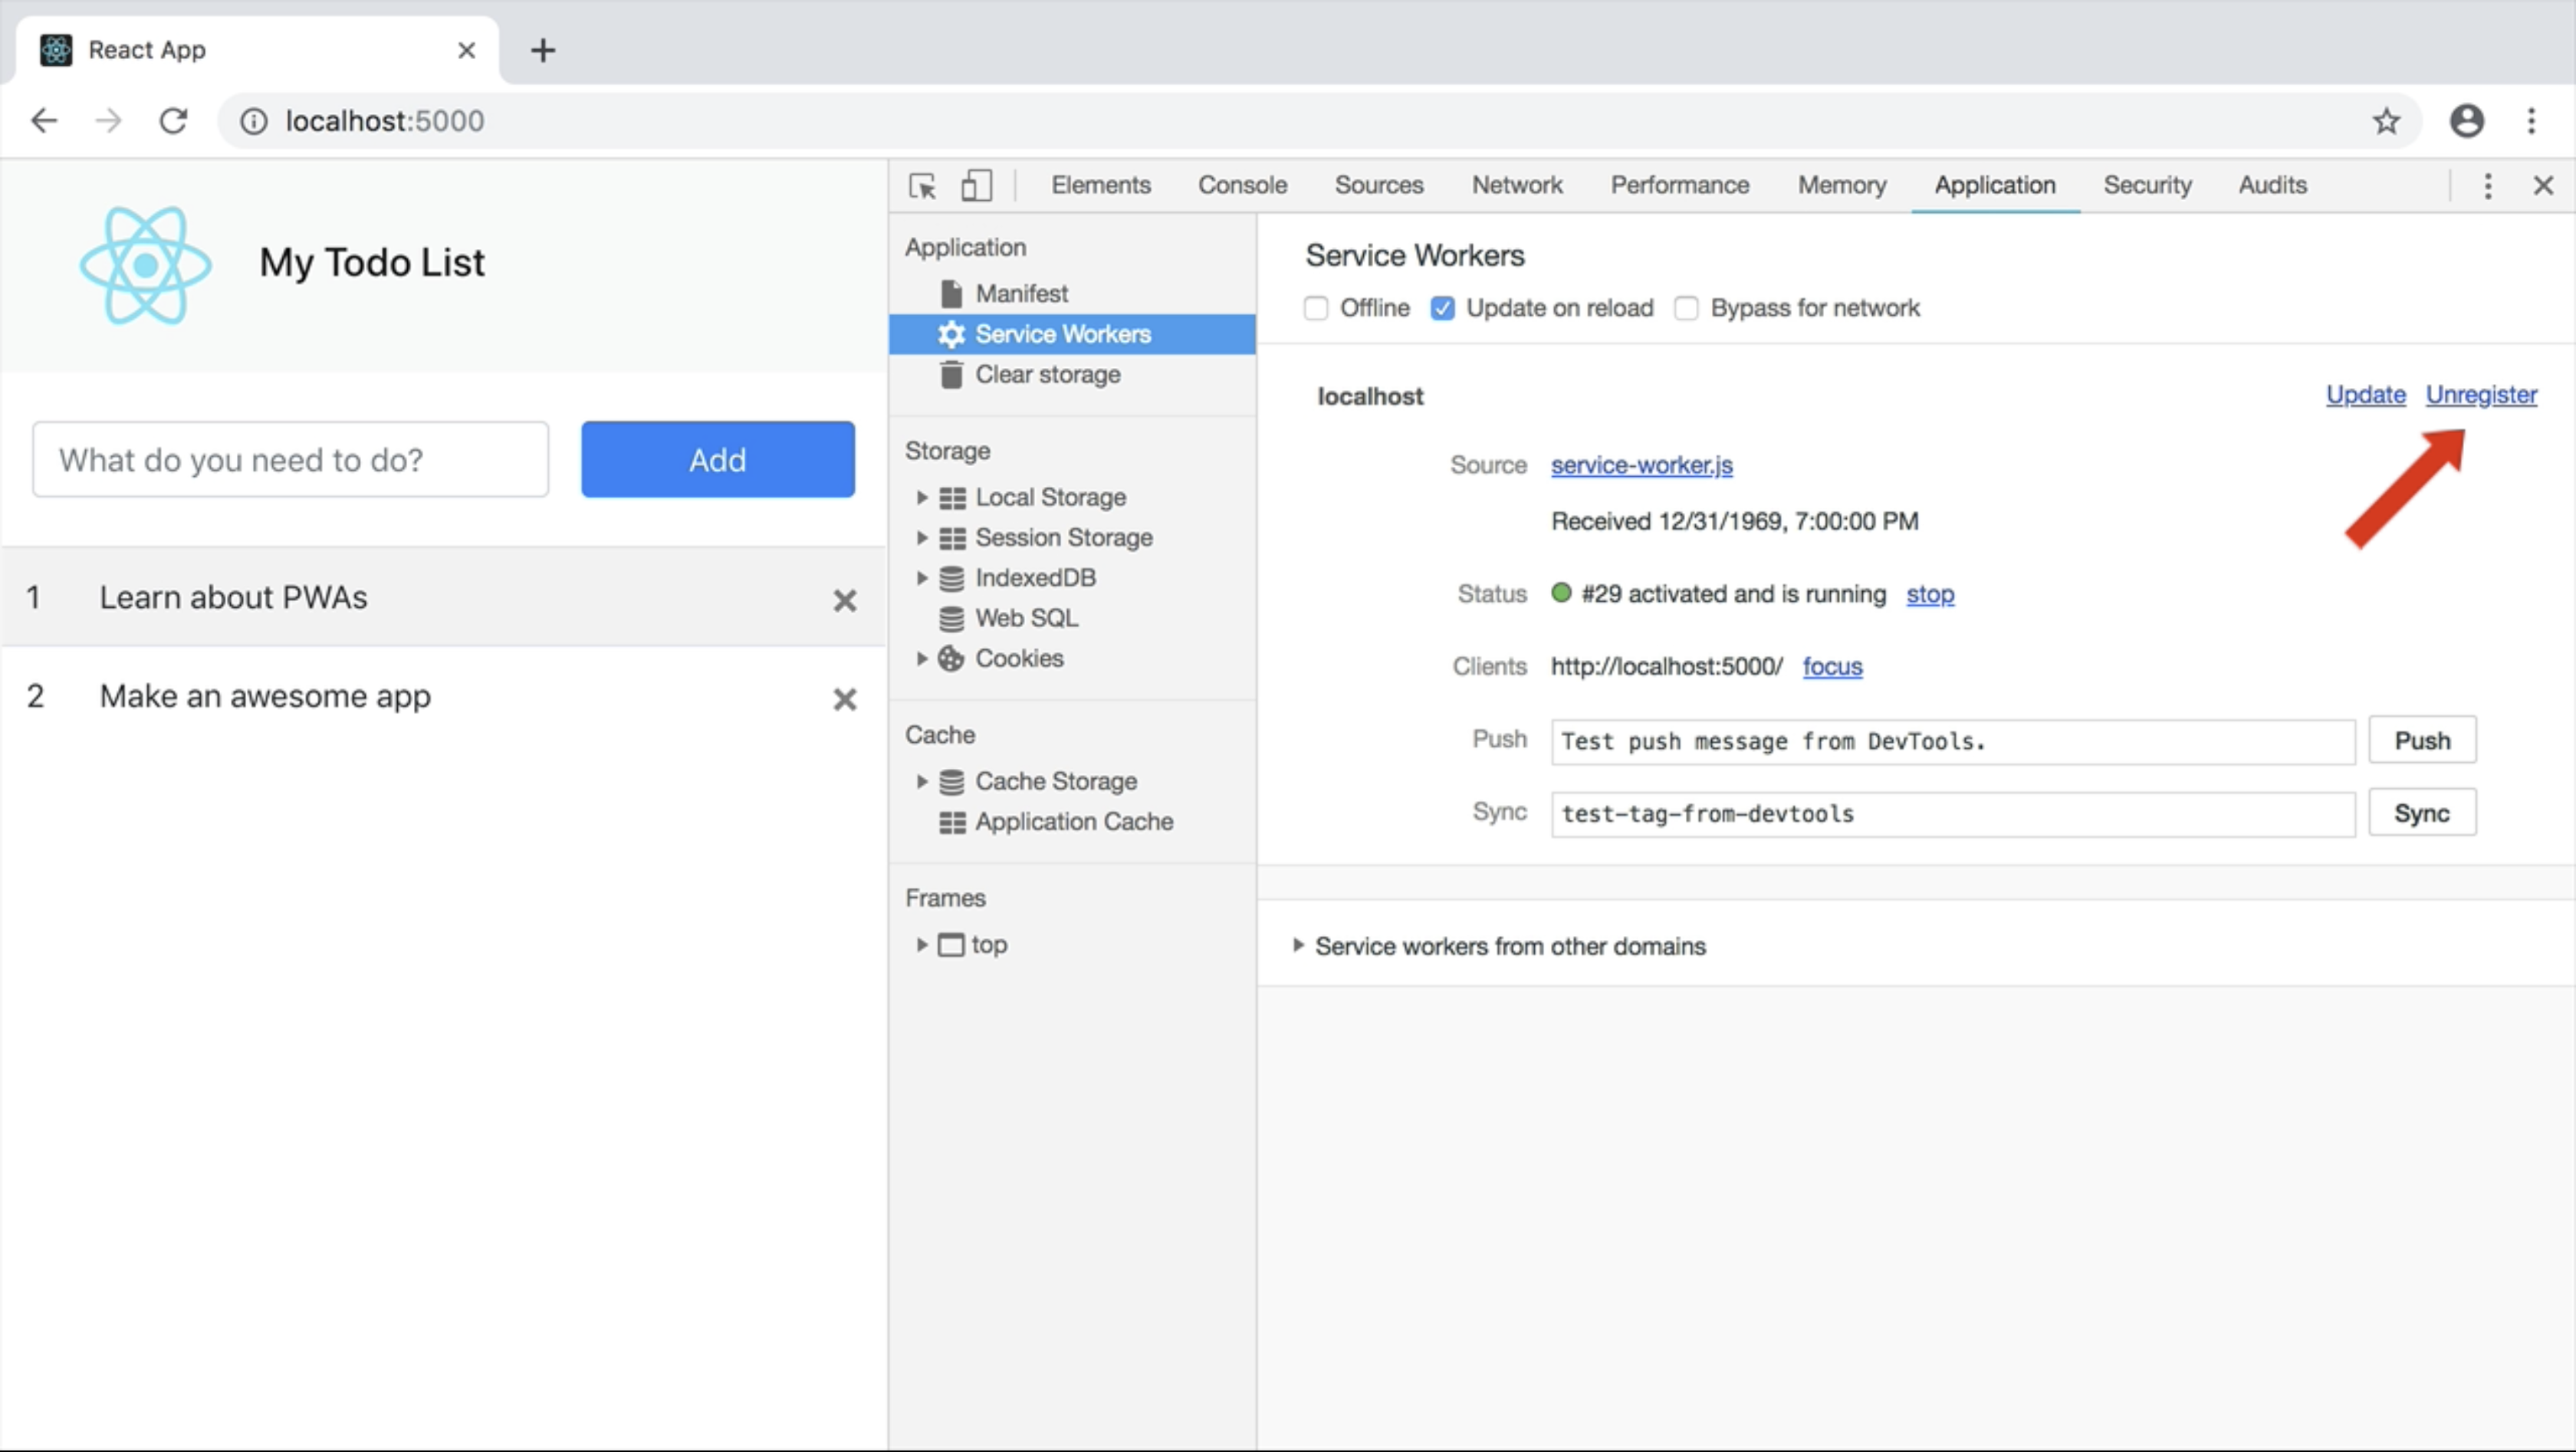 React App
localhost:5000
My Todo List
What do you need to do?
Add
1 Learn about PWAs
2 Make an awesome app
Elements Console Sources Network Performance Memory Application Security Audits
Application
Manifest
Service Workers
Clear storage
Storage
Local Storage
Session Storage
IndexedDB
Web SQL
Cookies
Cache
Cache Storage
Application Cache
Frames
top
Service Workers
Offline Update on reload Bypass for network
localhost Update Unregister
Source service-worker.js
Received 12/31/1969, 7:00:00 PM
Status #29 activated and is running stop
Clients http://localhost:5000/ focus
Push Test push message from DevTools. Push
Sync test-tag-from-devtools Sync
Service workers from other domains